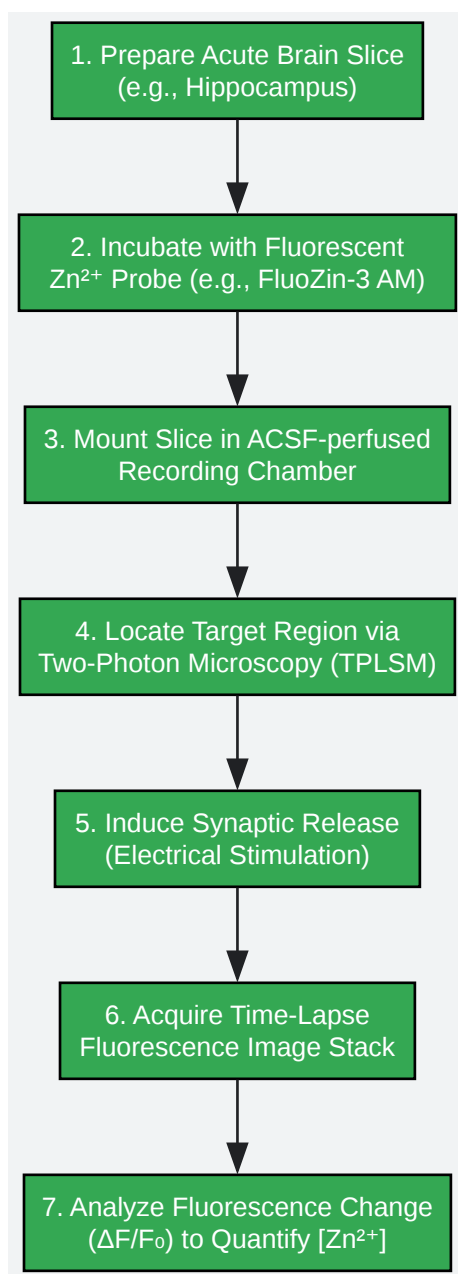 1. Prepare Acute Brain Slice
(e.g., Hippocampus)
2. Incubate with Fluorescent
Zn²⁺ Probe (e.g., FluoZin-3 AM)
3. Mount Slice in ACSF-perfused
Recording Chamber
4. Locate Target Region via
Two-Photon Microscopy (TPLSM)
5. Induce Synaptic Release
(Electrical Stimulation)
6. Acquire Time-Lapse
Fluorescence Image Stack
7. Analyze Fluorescence Change
(ΔF/F₀) to Quantify [Zn²⁺]